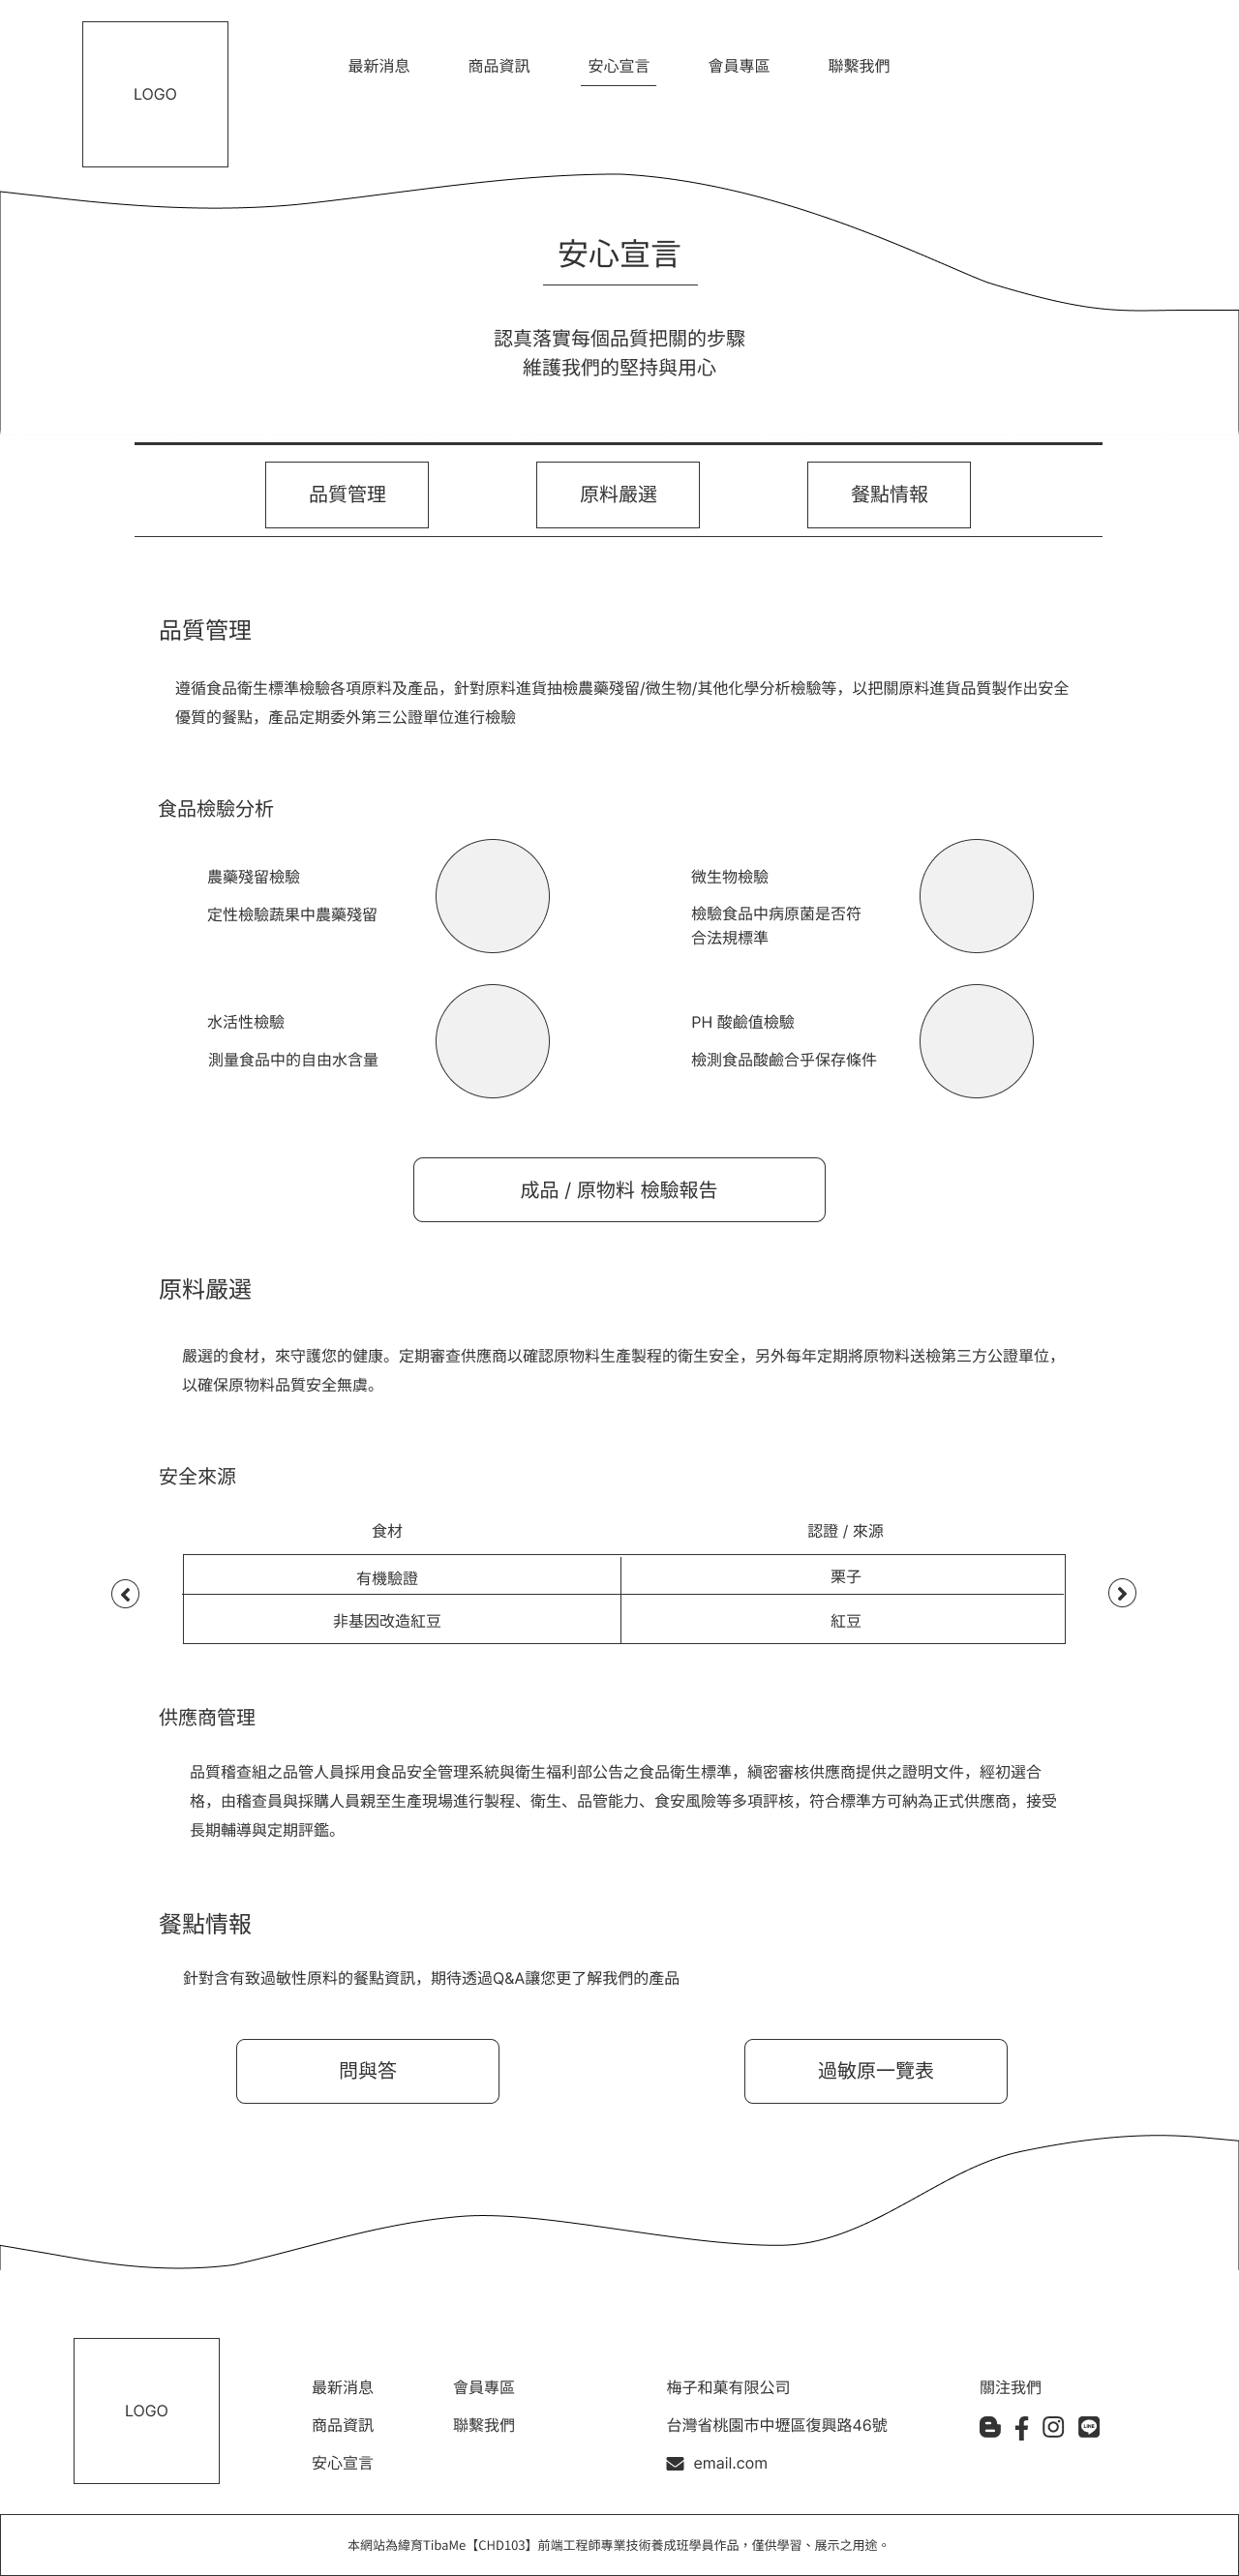 LOGO
最新消息 商品資訊 安心宣言 會員專區 聯繫我們
安心宣言
認真落實每個品質把關的步驟
維護我們的堅持與用心
品質管理 原料嚴選 餐點情報
品質管理
遵循食品衛生標準檢驗各項原料及產品，針對原料進貨抽檢農藥殘留/微生物/其他化學分析檢驗等，以把關原料進貨品質製作出安全
優質的餐點，產品定期委外第三公證單位進行檢驗
食品檢驗分析
農藥殘留檢驗
定性檢驗蔬果中農藥殘留
微生物檢驗
檢驗食品中病原菌是否符
合法規標準
水活性檢驗
測量食品中的自由水含量
PH 酸鹼值檢驗
檢測食品酸鹼合乎保存條件
成品 / 原物料 檢驗報告
原料嚴選
嚴選的食材，來守護您的健康。定期審查供應商以確認原物料生產製程的衛生安全，另外每年定期將原物料送檢第三方公證單位，
以確保原物料品質安全無虞。
安全來源
食材 認證 / 來源
有機驗證 栗子
非基因改造紅豆 紅豆
供應商管理
品質稽查組之品管人員採用食品安全管理系統與衛生福利部公告之食品衛生標準，縝密審核供應商提供之證明文件，經初選合
格，由稽查員與採購人員親至生產現場進行製程、衛生、品管能力、食安風險等多項評核，符合標準方可納為正式供應商，接受
長期輔導與定期評鑑。
餐點情報
針對含有致過敏性原料的餐點資訊，期待透過Q&A讓您更了解我們的產品
問與答 過敏原一覽表
LOGO
最新消息
商品資訊
安心宣言
會員專區
聯繫我們
梅子和菓有限公司
台灣省桃園市中壢區復興路46號
email.com
關注我們
LINE
本網站為緯育TibaMe【CHD103】前端工程師專業技術養成班學員作品，僅供學習、展示之用途。